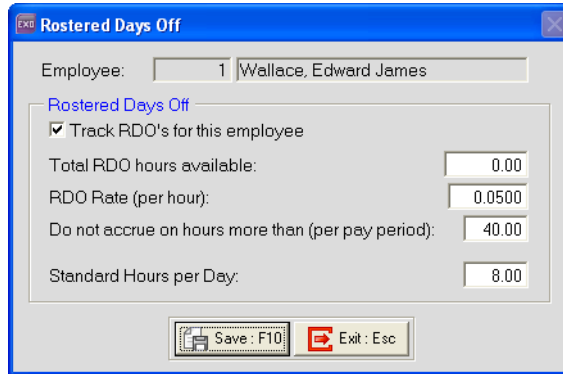 EXO Rostered Days Off
Employee: 1 Wallace, Edward James
Rostered Days Off
Track RDO's for this employee
Total RDO hours available: 0.00
RDO Rate (per hour): 0.0500
Do not accrue on hours more than (per pay period): 40.00
Standard Hours per Day: 8.00
Save : F10 Exit : Esc